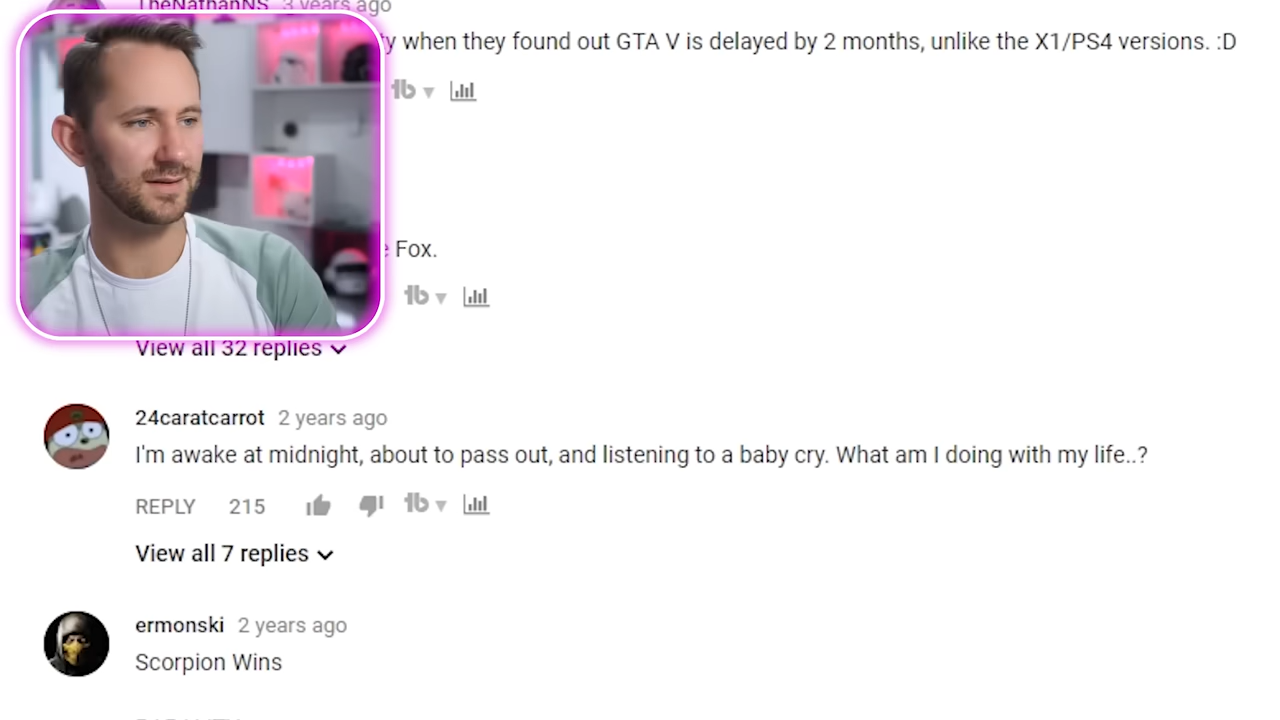 TheNathanNS 3 years ago
y when they found out GTA V is delayed by 2 months, unlike the X1/PS4 versions. :D
e Fox.
View all 32 replies
24caratcarrot 2 years ago
I'm awake at midnight, about to pass out, and listening to a baby cry. What am I doing with my life..?
REPLY 215
View all 7 replies
ermonski 2 years ago
Scorpion Wins